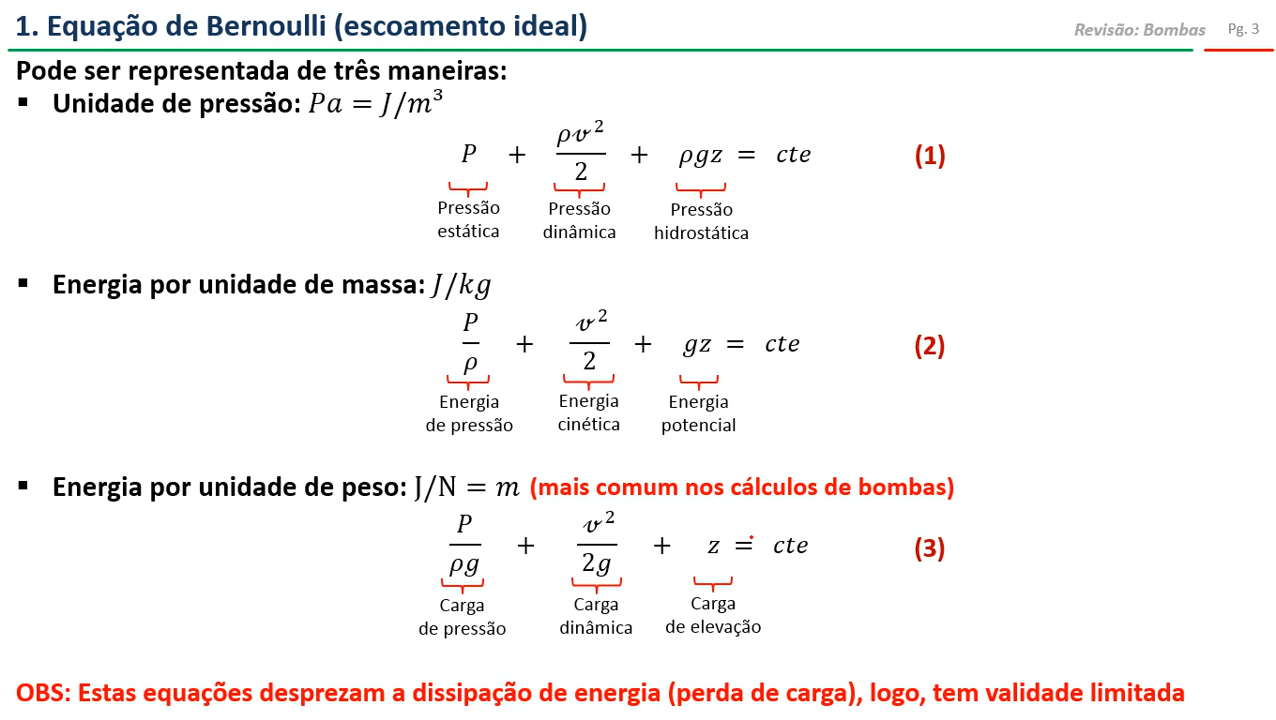 1. Equação de Bernoulli (escoamento ideal)
Revisão: Bombas Pg. 3
Pode ser representada de três maneiras:
▪ Unidade de pressão: Pa = J/m³
P + ρv²/2 + ρgz = cte (1)
Pressão estática Pressão dinâmica Pressão hidrostática
▪ Energia por unidade de massa: J/kg
P/ρ + v²/2 + gz = cte (2)
Energia de pressão Energia cinética Energia potencial
▪ Energia por unidade de peso: J/N = m (mais comum nos cálculos de bombas)
P/ρg + v²/2g + z = cte (3)
Carga de pressão Carga dinâmica Carga de elevação
OBS: Estas equações desprezam a dissipação de energia (perda de carga), logo, tem validade limitada